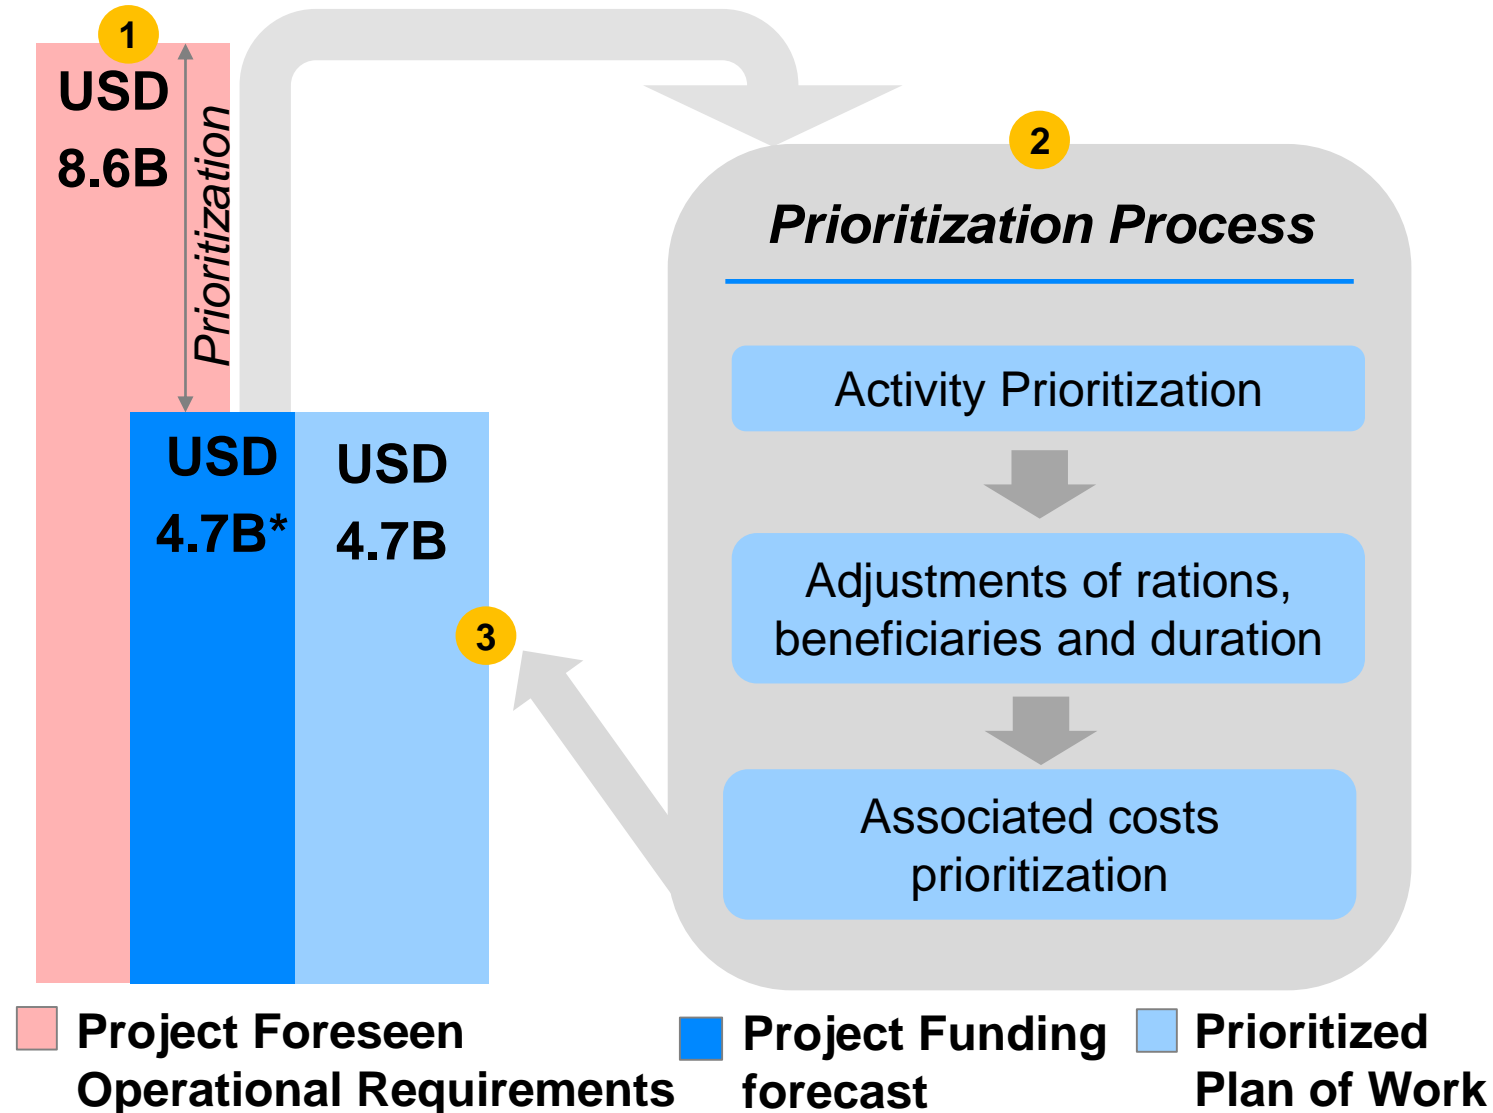 1
USD
8.6B
Prioritization
USD
4.7B*
USD
4.7B
2
Prioritization Process
Activity Prioritization
Adjustments of rations,
beneficiaries and duration
Associated costs
prioritization
3
Project Foreseen
Operational Requirements
Project Funding
forecast
Prioritized
Plan of Work